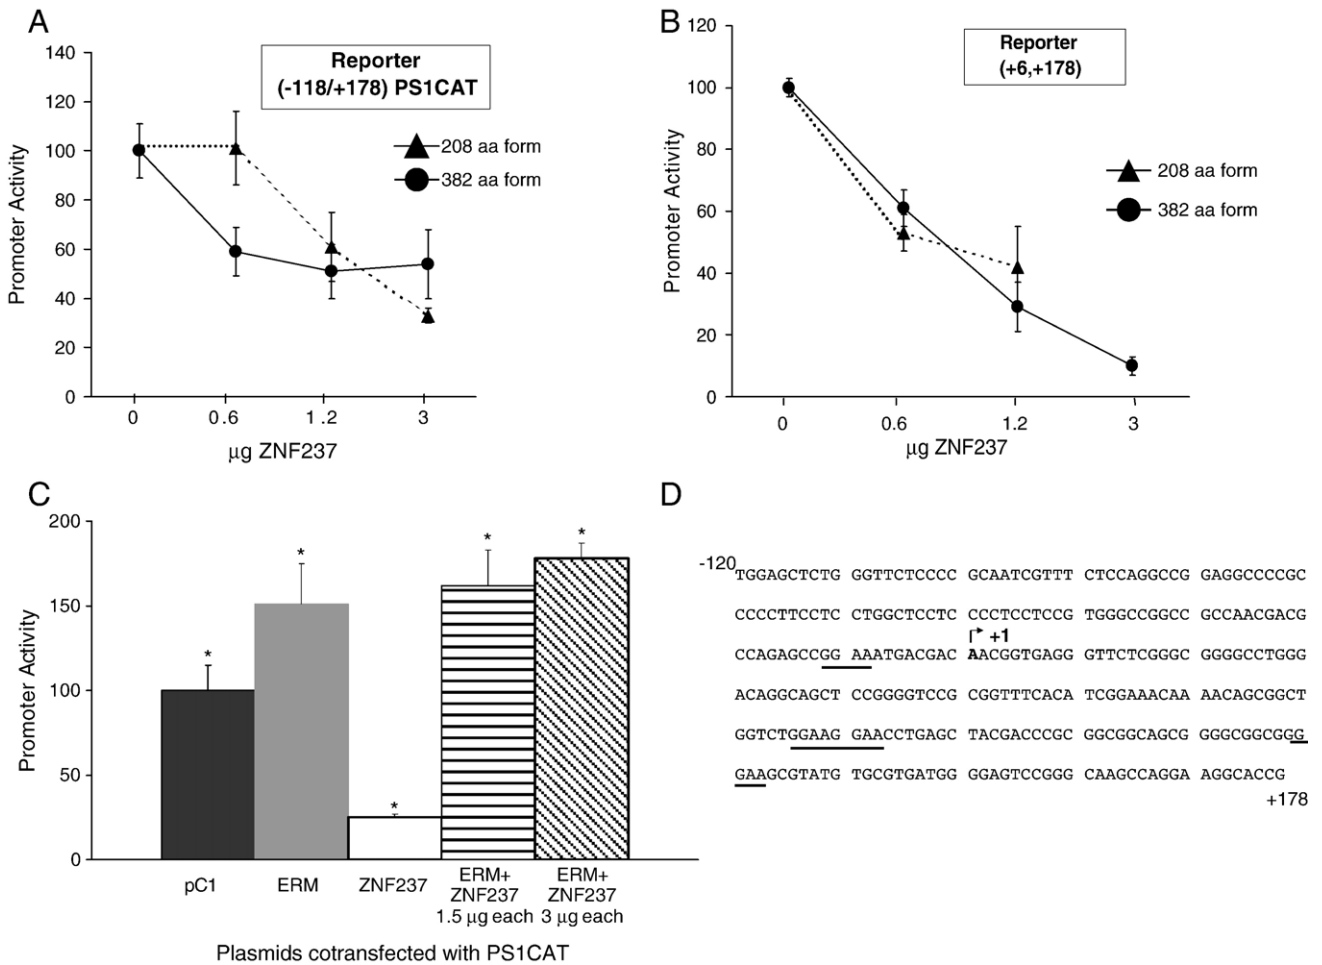 A
Reporter
(-118/+178) PS1CAT
140
120
100
80
60
40
20
0
Promoter Activity
208 aa form
382 aa form
0 0.6 1.2 3
μg ZNF237
B
Reporter
(+6,+178)
120
100
80
60
40
20
0
Promoter Activity
208 aa form
382 aa form
0 0.6 1.2 3
μg ZNF237
C
200
150
100
50
0
Promoter Activity
* * * * *
pC1 ERM ZNF237 ERM+ ERM+
ZNF237 ZNF237
1.5 μg each 3 μg each
Plasmids cotransfected with PS1CAT
D
-120
TGGAGCTCTG GGTTCTCCCC GCAATCGTTT CTCCAGGCCG GAGGCCCCGC
CCCCTTCCTC CTGGCTCCTC CCCTCCTCCG TGGGCCGGCC GCCAACGACG
+1
CCAGAGCCGG AAATGACGAC AACGGTGAGG GTTCTCGGGC GGGGCCTGGG
ACAGGCAGCT CCGGGGTCCG CGGTTTCACA TCGGAAACAA AACAGCGGCT
GGTCTGGAAG GAACCTGAGC TACGACCCGC GGCGGCAGCG GGGCGGCGGG
GAAGCGTATG TGCGTGATGG GGAGTCCGGG CAAGCCAGGA AGGCACCG
+178